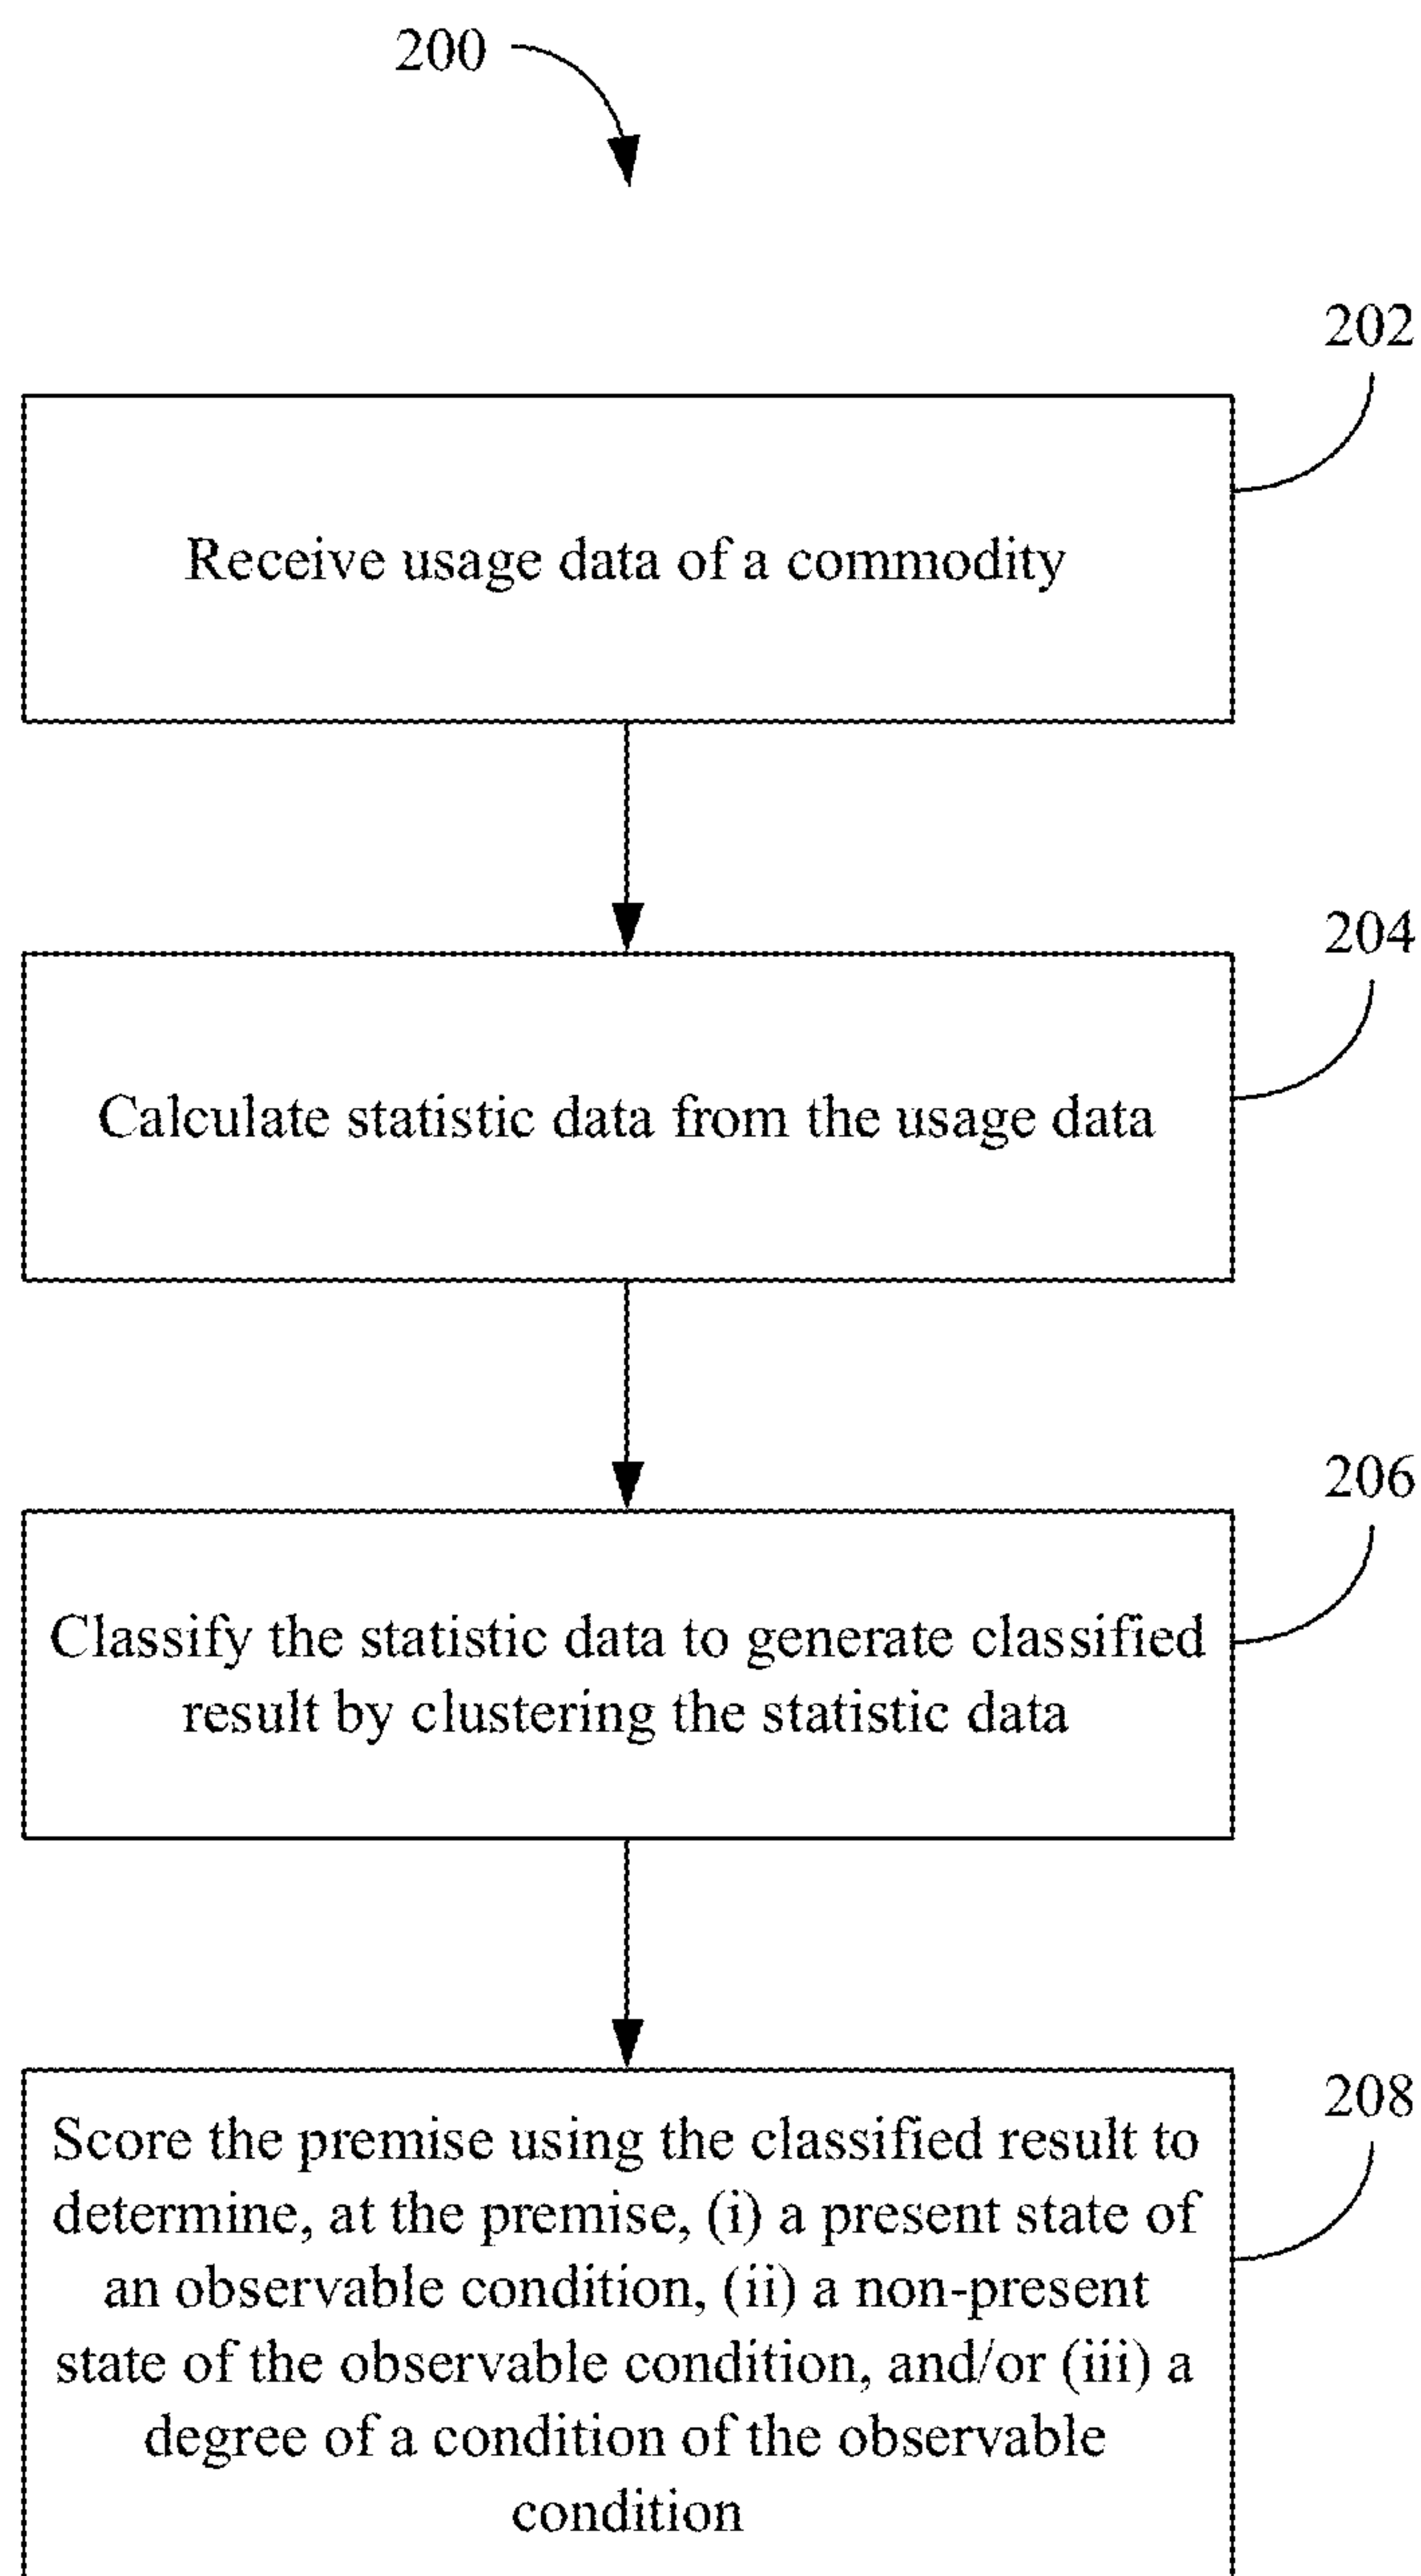 200
202
Receive usage data of a commodity
204
Calculate statistic data from the usage data
206
Classify the statistic data to generate classified
result by clustering the statistic data
208
Score the premise using the classified result to
determine, at the premise, (i) a present state of
an observable condition, (ii) a non-present
state of the observable condition, and/or (iii) a
degree of a condition of the observable
condition